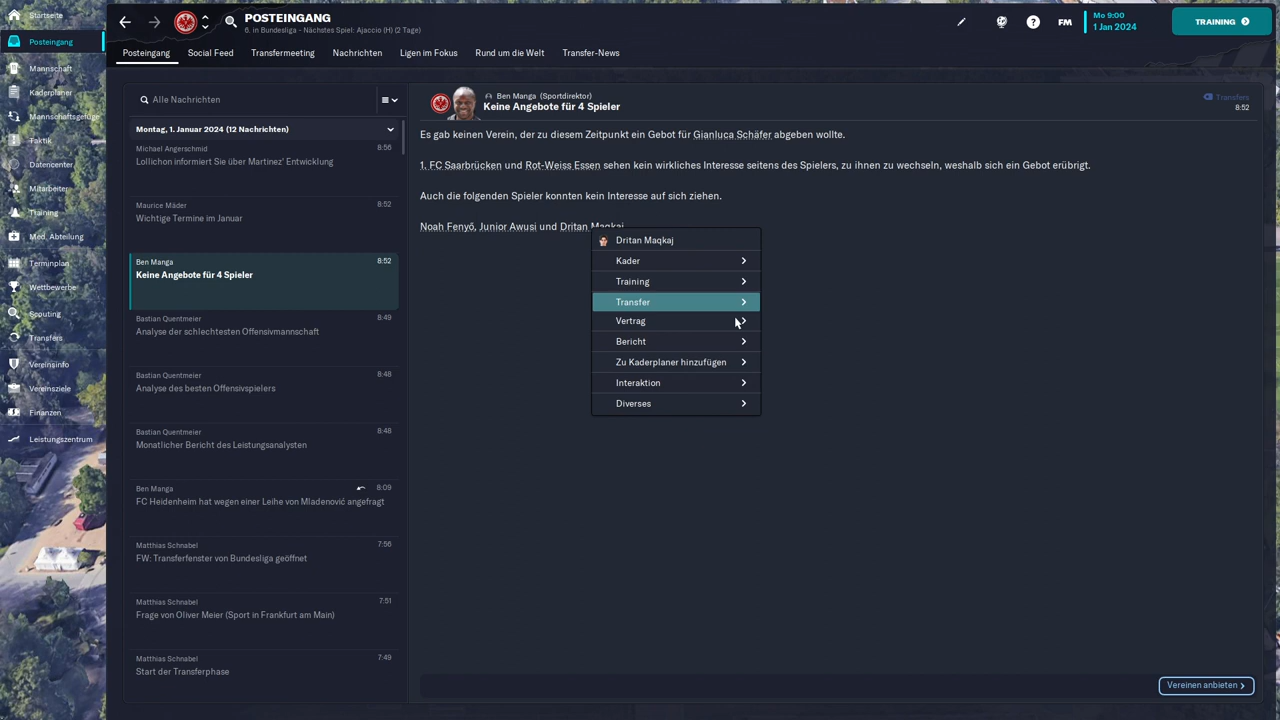 Startseite
Posteingang
Mannschaft
Kaderplaner
Mannschaftsgefüge
Taktik
Datencenter
Mitarbeiter
Training
Med. Abteilung
Terminplan
Wettbewerbe
Scouting
Transfers
Vereinsinfo
Vereinsziele
Finanzen
Leistungszentrum
POSTEINGANG
6. in Bundesliga - Nächstes Spiel: Ajaccio (H) (2 Tage)
FM
Mo 9:00
1 Jan 2024
TRAINING
Posteingang Social Feed Transfermeeting Nachrichten Ligen im Fokus Rund um die Welt Transfer-News
Alle Nachrichten
Montag, 1. Januar 2024 (12 Nachrichten)
Michael Angerschmid 8:56
Lollichon informiert Sie über Martinez' Entwicklung
Maurice Mäder 8:52
Wichtige Termine im Januar
Ben Manga 8:52
Keine Angebote für 4 Spieler
Bastian Quentmeier 8:49
Analyse der schlechtesten Offensivmannschaft
Bastian Quentmeier 8:48
Analyse des besten Offensivspielers
Bastian Quentmeier 8:48
Monatlicher Bericht des Leistungsanalysten
Ben Manga 8:09
FC Heidenheim hat wegen einer Leihe von Mladenović angefragt
Matthias Schnabel 7:56
FW: Transferfenster von Bundesliga geöffnet
Matthias Schnabel 7:51
Frage von Oliver Meier (Sport in Frankfurt am Main)
Matthias Schnabel 7:49
Start der Transferphase
Ben Manga (Sportdirektor)
Keine Angebote für 4 Spieler
Transfers
8:52
Es gab keinen Verein, der zu diesem Zeitpunkt ein Gebot für Gianluca Schäfer abgeben wollte.
1. FC Saarbrücken und Rot-Weiss Essen sehen kein wirkliches Interesse seitens des Spielers, zu ihnen zu wechseln, weshalb sich ein Gebot erübrigt.
Auch die folgenden Spieler konnten kein Interesse auf sich ziehen.
Noah Fenyő, Junior Awusi und Dritan Maqkaj
Dritan Maqkaj
Kader
Training
Transfer
Vertrag
Bericht
Zu Kaderplaner hinzufügen
Interaktion
Diverses
Vereinen anbieten